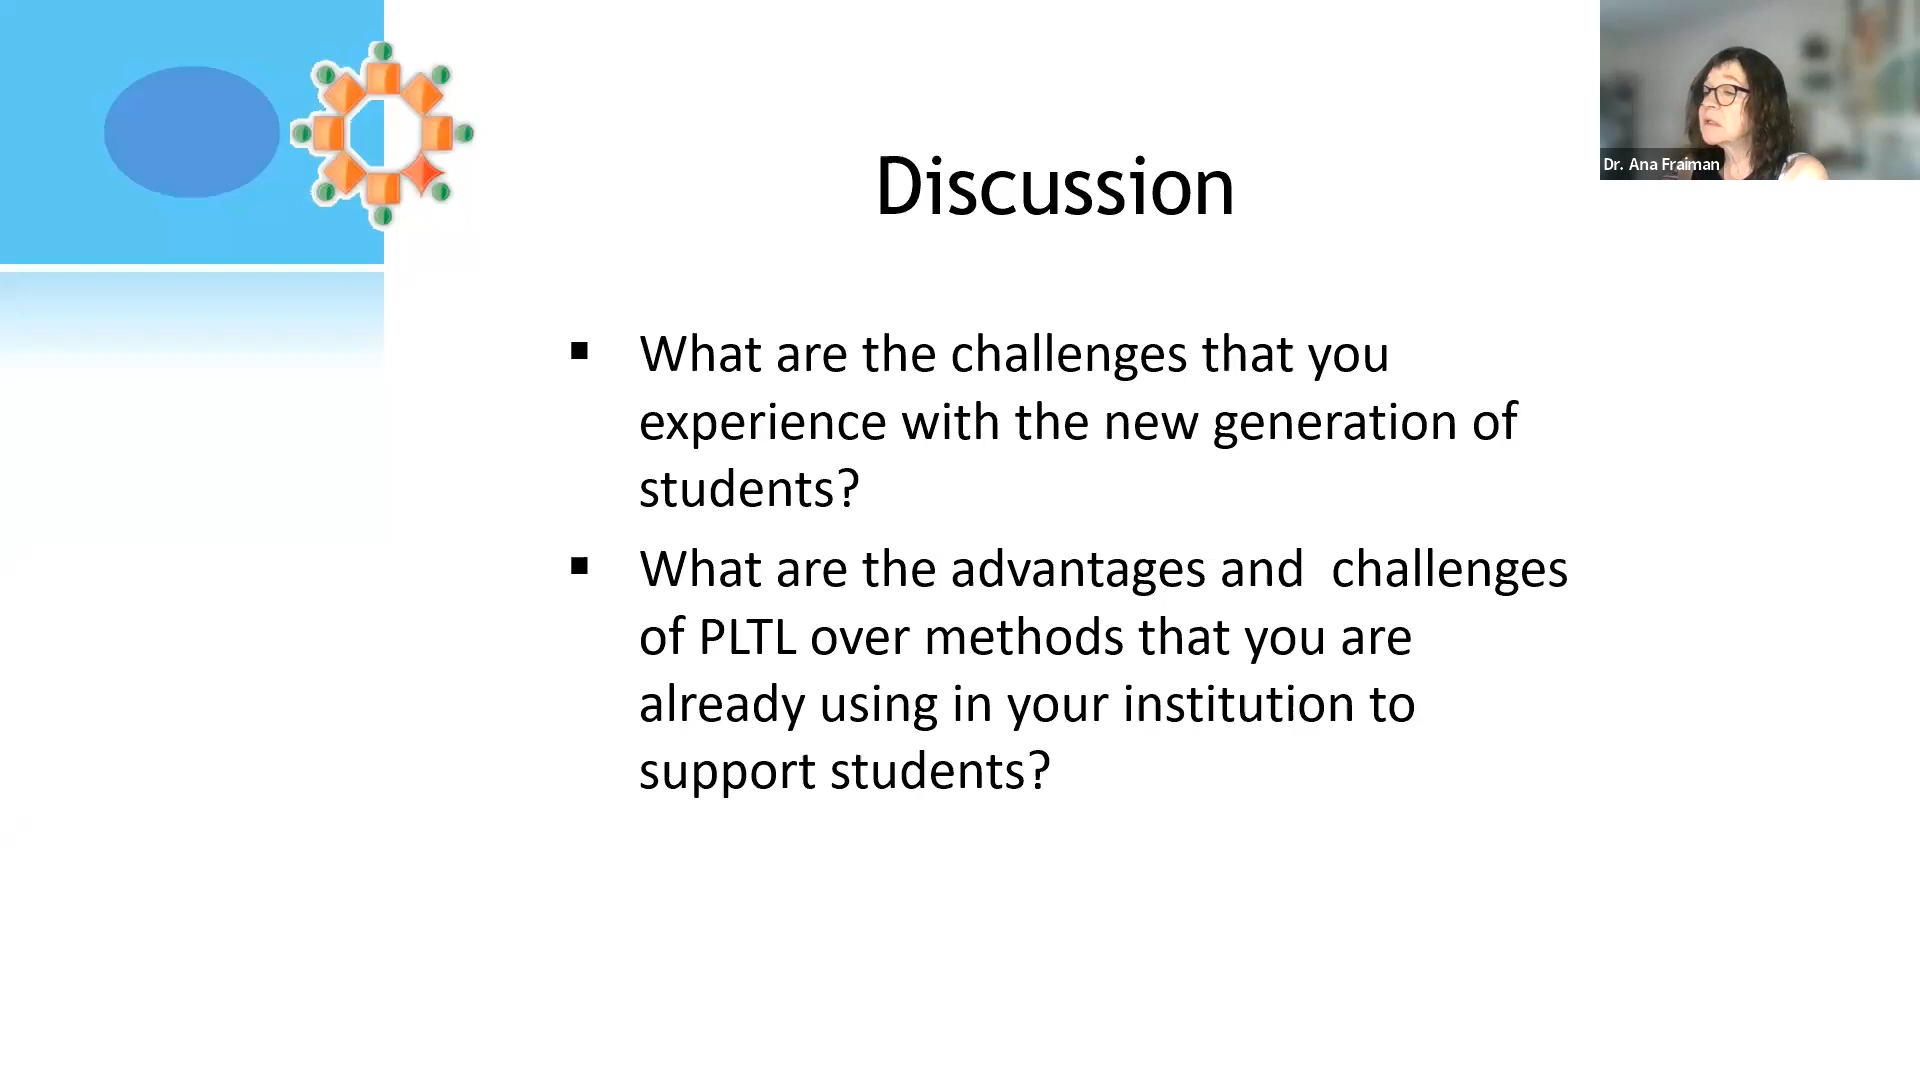 Discussion
Dr. Ana Fraiman
▪ What are the challenges that you
experience with the new generation of
students?
▪ What are the advantages and  challenges
of PLTL over methods that you are
already using in your institution to
support students?